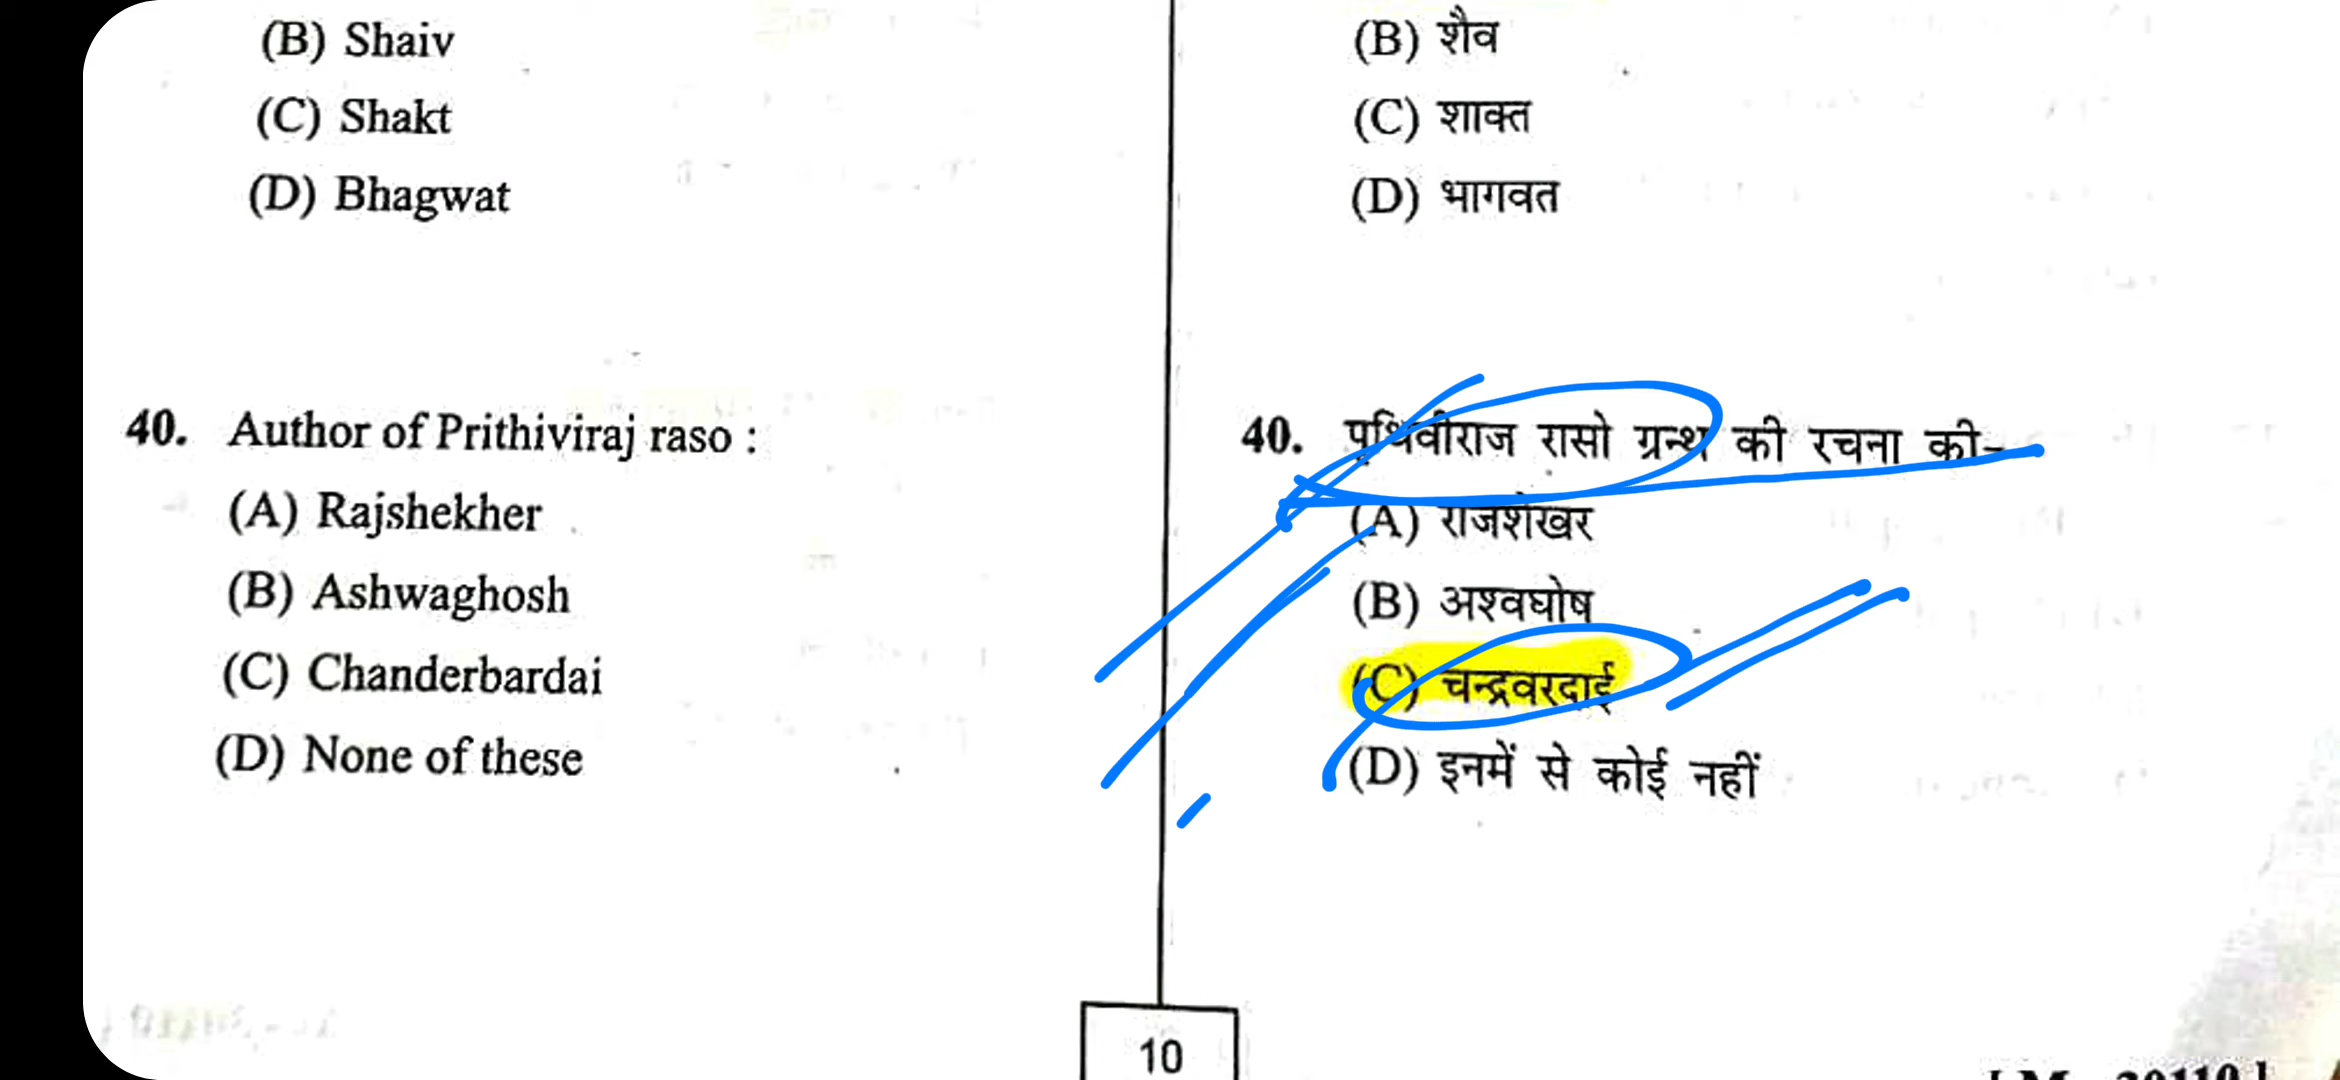 (B) Shaiv
(C) Shakt
(D) Bhagwat
40. Author of Prithiviraj raso :
(A) Rajshekher
(B) Ashwaghosh
(C) Chanderbardai
(D) None of these
(B) शैव
(C) शाक्त
(D) भागवत
40. पृथिवीराज रासो ग्रन्थ की रचना की–
(A) राजशेखर
(B) अश्वघोष
(C) चन्द्रवरदाई
(D) इनमें से कोई नहीं
10